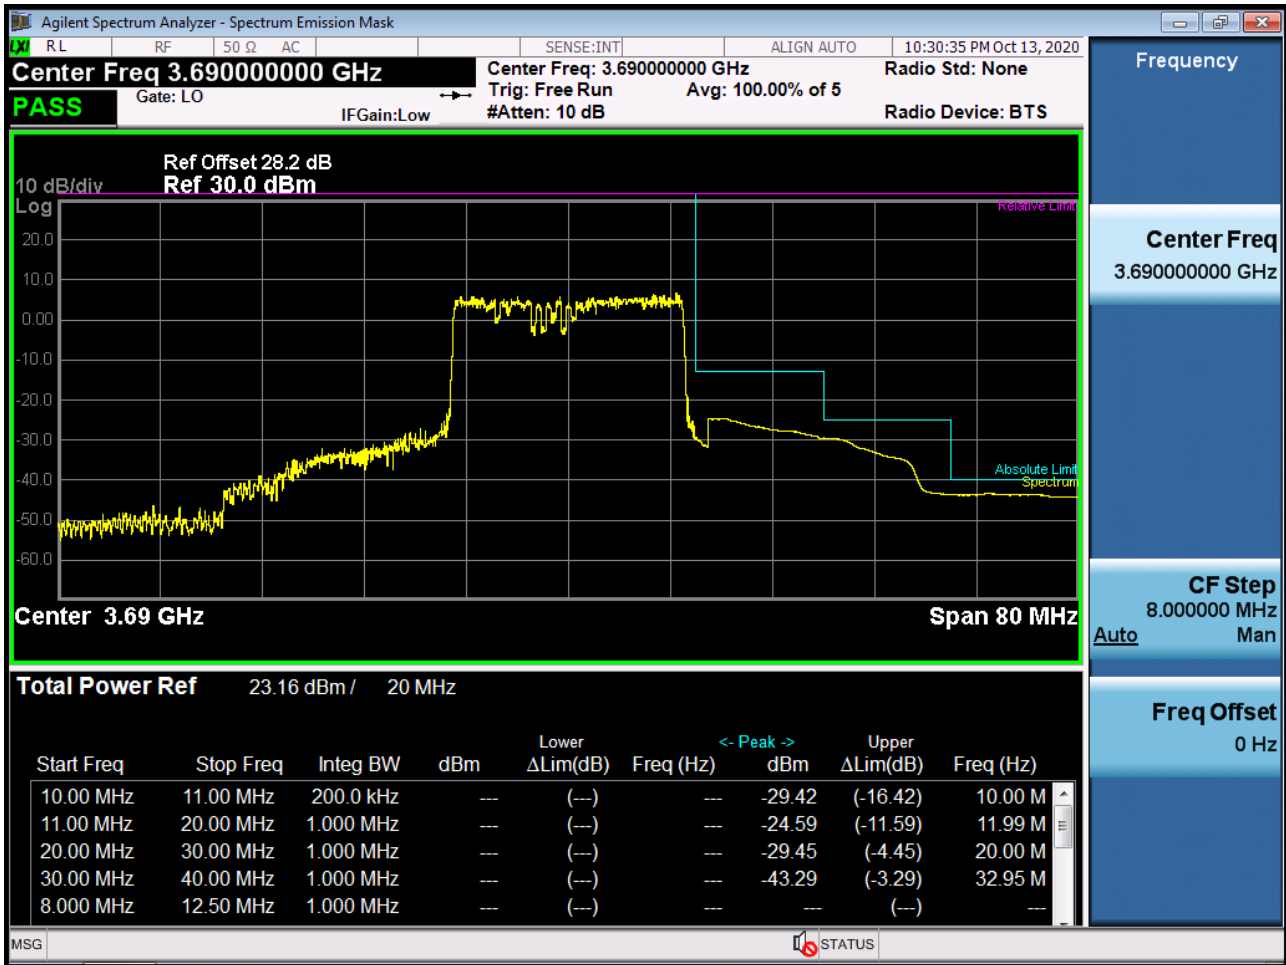 Agilent Spectrum Analyzer - Spectrum Emission Mask
LXI RL RF 50 Ω AC SENSE:INT ALIGN AUTO 10:30:35 PM Oct 13, 2020
Center Freq 3.690000000 GHz
PASS
Gate: LO
IFGain:Low
Center Freq: 3.690000000 GHz
Trig: Free Run Avg: 100.00% of 5
#Atten: 10 dB
Radio Std: None
Radio Device: BTS
Ref Offset 28.2 dB
10 dB/div Ref 30.0 dBm
Log
Relative Limit
20.0
10.0
0.00
-10.0
-20.0
-30.0
-40.0
-50.0
-60.0
Absolute Limit
Spectrum
Center 3.69 GHz Span 80 MHz
Total Power Ref 23.16 dBm / 20 MHz
Lower <- Peak -> Upper
Start Freq Stop Freq Integ BW dBm ΔLim(dB) Freq (Hz) dBm ΔLim(dB) Freq (Hz)
10.00 MHz 11.00 MHz 200.0 kHz --- (---) --- -29.42 (-16.42) 10.00 M
11.00 MHz 20.00 MHz 1.000 MHz --- (---) --- -24.59 (-11.59) 11.99 M
20.00 MHz 30.00 MHz 1.000 MHz --- (---) --- -29.45 (-4.45) 20.00 M
30.00 MHz 40.00 MHz 1.000 MHz --- (---) --- -43.29 (-3.29) 32.95 M
8.000 MHz 12.50 MHz 1.000 MHz --- (---) --- --- (---) ---
MSG STATUS
Frequency
Center Freq
3.690000000 GHz
CF Step
8.000000 MHz
Auto Man
Freq Offset
0 Hz